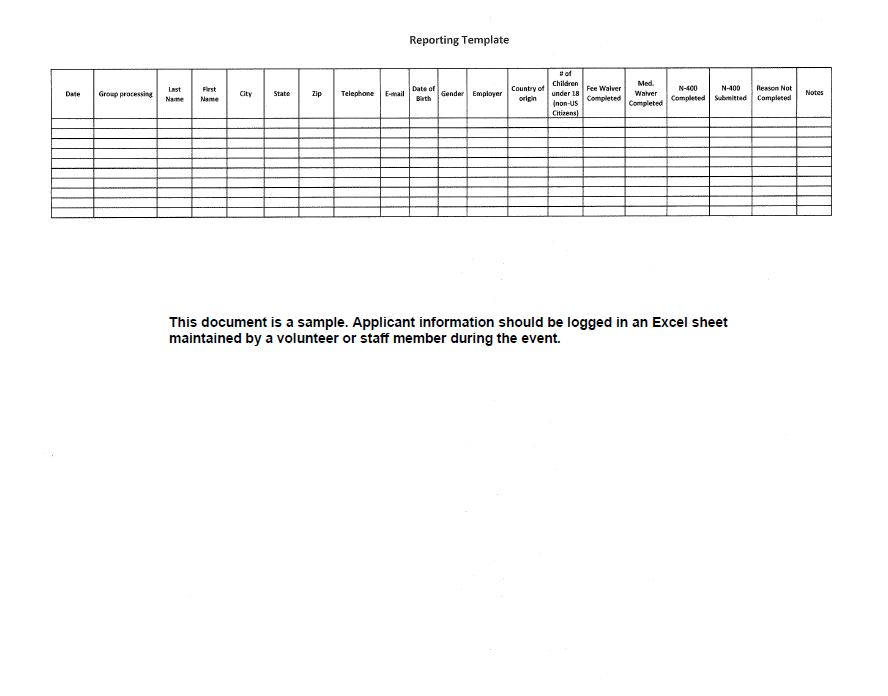 Reporting Template
Date Group processing Last Name First Name City State Zip Telephone E-mail Date of Birth Gender Employer Country of origin # of Children under 18 (non-US Citizens) Fee Waiver Completed Med. Waiver Completed N-400 Completed N-400 Submitted Reason Not Completed Notes
This document is a sample. Applicant information should be logged in an Excel sheet
maintained by a volunteer or staff member during the event.